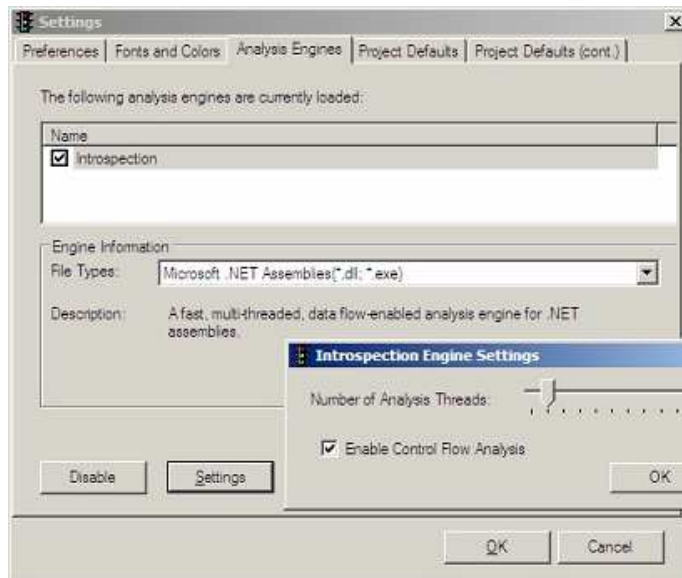 Settings
Preferences
Fonts and Colors
Analysis Engines
Project Defaults
Project Defaults (cont.)
The following analysis engines are currently loaded:
Name
Introspection
Engine Information
File Types:
Microsoft .NET Assemblies(*.dll; *.exe)
Description:
A fast, multi-threaded, data flow-enabled analysis engine for .NET
assemblies.
Introspection Engine Settings
Number of Analysis Threads:
Enable Control Flow Analysis
OK
Disable
Settings
OK
Cancel